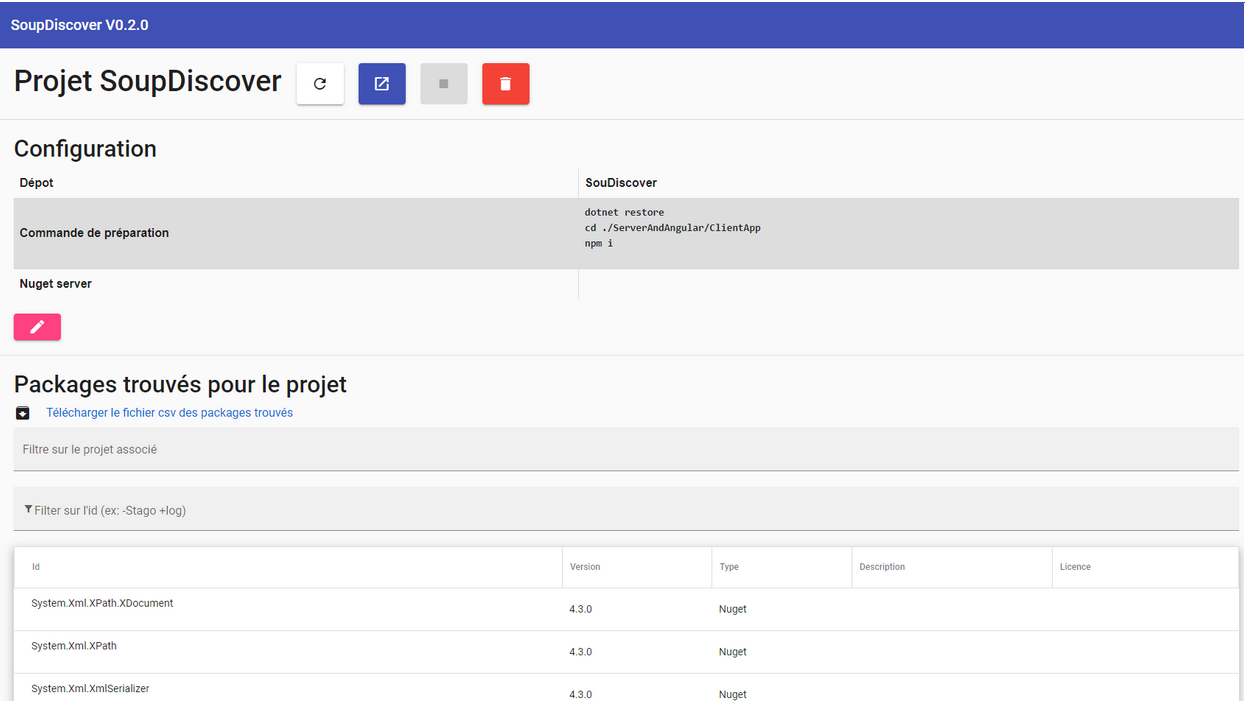 SoupDiscover V0.2.0
Projet SoupDiscover
Configuration
Dépot SouDiscover
Commande de préparation
dotnet restore
cd ./ServerAndAngular/ClientApp
npm i
Nuget server
Packages trouvés pour le projet
Télécharger le fichier csv des packages trouvés
Filtre sur le projet associé
Filter sur l'id (ex: -Stago +log)
Id Version Type Description Licence
System.Xml.XPath.XDocument 4.3.0 Nuget
System.Xml.XPath 4.3.0 Nuget
System.Xml.XmlSerializer 4.3.0 Nuget